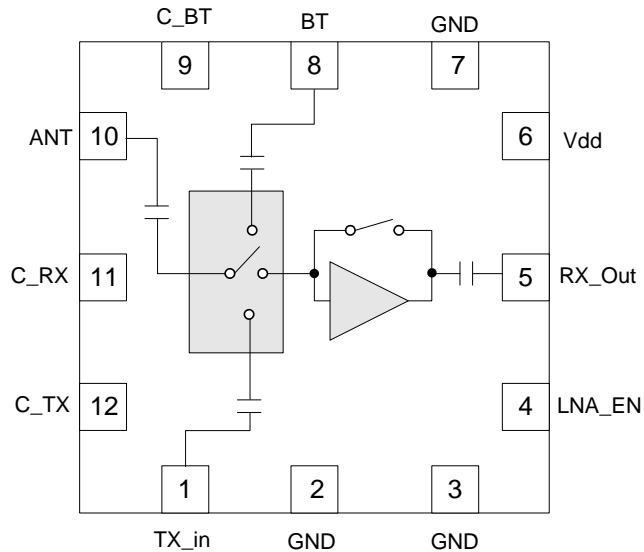 C_BT
BT
GND
9
8
7
ANT
10
6
Vdd
C_RX
11
5
RX_Out
C_TX
12
4
LNA_EN
1
2
3
TX_in
GND
GND